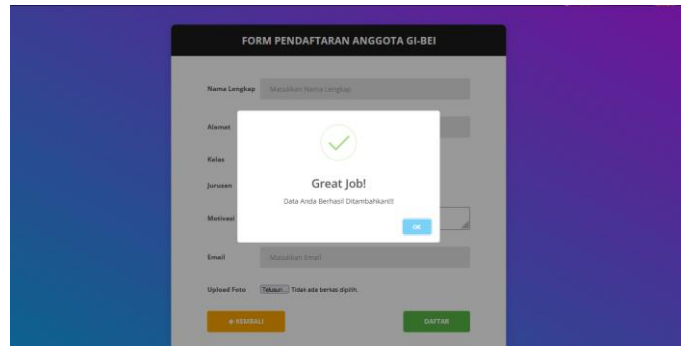 FORM PENDAFTARAN ANGGOTA GI-BEI
Nama Lengkap Masukkan Nama Lengkap
Alamat
Kelas
Jurusan
Great Job!
Data Anda Berhasil Ditambahkan!!!
Motivasi
OK
Email Masukkan Email
Upload Foto Telusuri... Tidak ada berkas dipilih.
KEMBALI DAFTAR